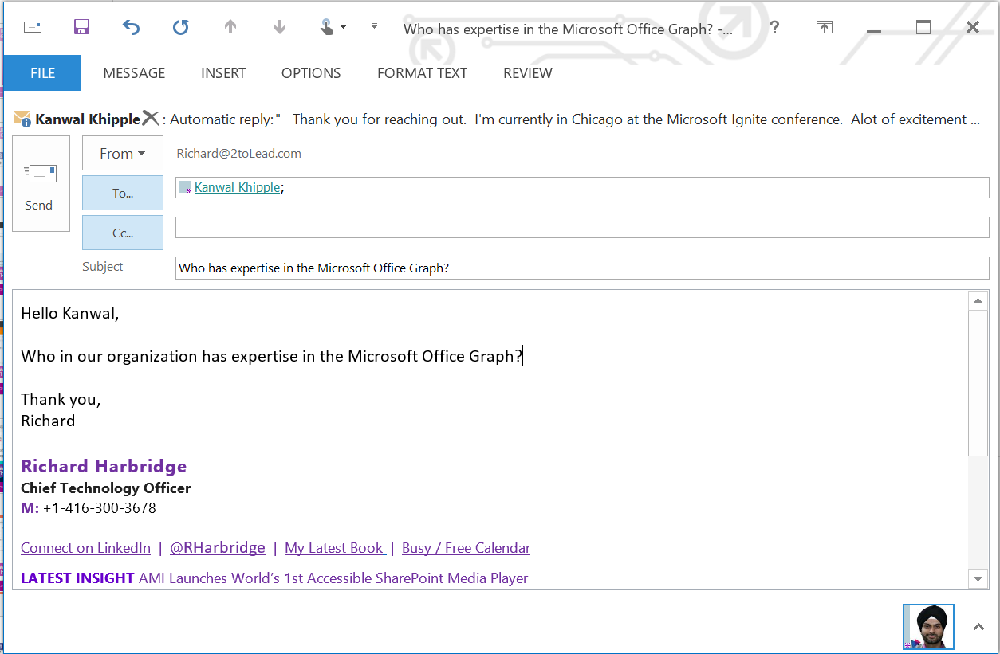 Who has expertise in the Microsoft Office Graph? -...
?
FILE MESSAGE INSERT OPTIONS FORMAT TEXT REVIEW
Kanwal Khipple : Automatic reply:" Thank you for reaching out. I'm currently in Chicago at the Microsoft Ignite conference. Alot of excitement ...
From Richard@2toLead.com
To... Kanwal Khipple;
Send
Cc...
Subject Who has expertise in the Microsoft Office Graph?
Hello Kanwal,
Who in our organization has expertise in the Microsoft Office Graph?
Thank you,
Richard
Richard Harbridge
Chief Technology Officer
M: +1-416-300-3678
Connect on LinkedIn | @RHarbridge | My Latest Book | Busy / Free Calendar
LATEST INSIGHT AMI Launches World’s 1st Accessible SharePoint Media Player